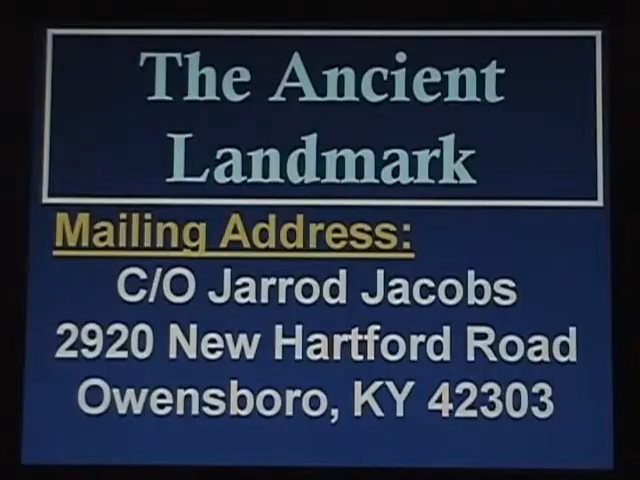 The Ancient
Landmark
Mailing Address:
C/O Jarrod Jacobs
2920 New Hartford Road
Owensboro, KY 42303